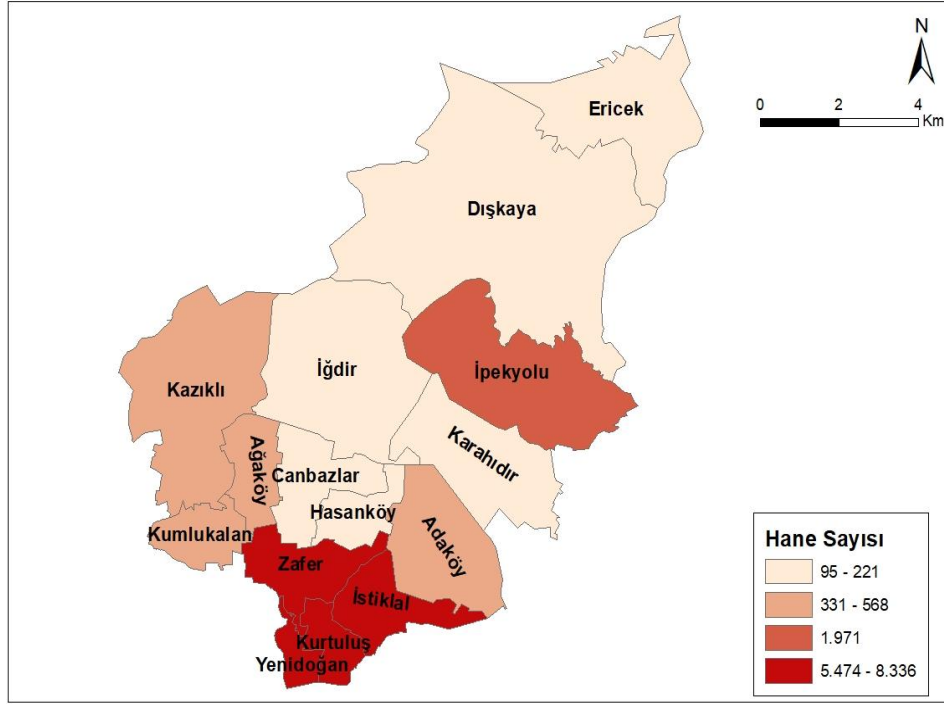 N
0 2 4
Km
Ericek
Dışkaya
İpekyolu
İğdir
Kazıklı
Karahıdır
Ağaköy
Canbazlar
Hasanköy
Adaköy
Kumlukalan
Zafer
İstiklal
Kurtuluş
Yenidoğan
Hane Sayısı
95 - 221
331 - 568
1.971
5.474 - 8.336